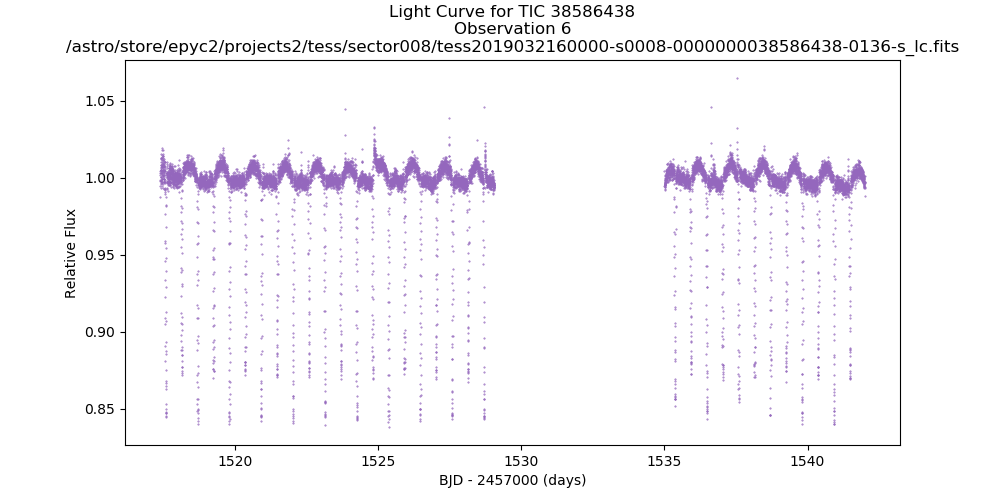 Light Curve for TIC 38586438
Observation 6
/astro/store/epyc2/projects2/tess/sector008/tess2019032160000-s0008-0000000038586438-0136-s_lc.fits
1.05
1.00
0.95
0.90
0.85
Relative Flux
1520
1525
1530
1535
1540
BJD - 2457000 (days)